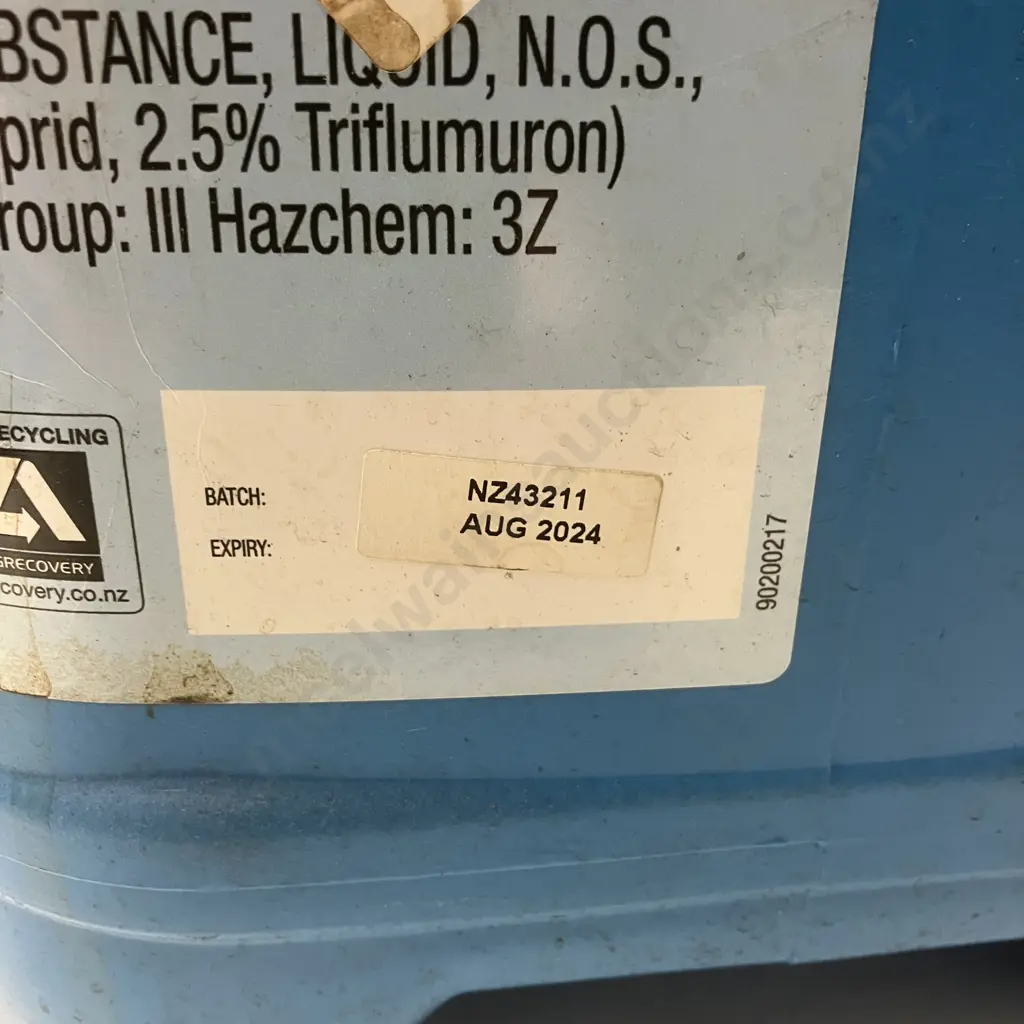 BSTANCE, LIQUID, N.O.S.,
prid, 2.5% Triflumuron)
roup: III Hazchem: 3Z
ECYCLING
GRECOVERY
covery.co.nz
BATCH: NZ43211
EXPIRY: AUG 2024
90200217